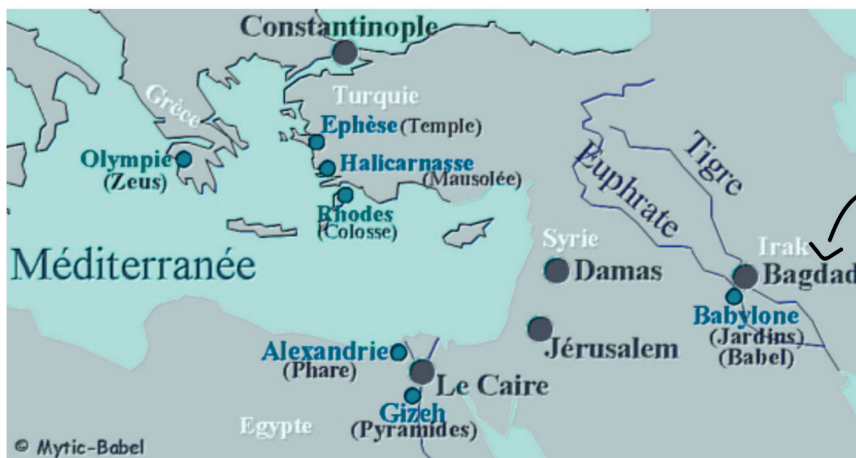 Constantinople
Grèce
Turquie
Ephèse (Temple)
Olympie
(Zeus)
Halicarnasse
(Mausolée)
Rhodes
(Colosse)
Tigre
Euphrate
Méditerranée
Syrie
Damas
Irak
Bagdad
Babylone
(Jardins)
(Babel)
Jérusalem
Alexandrie
(Phare)
Le Caire
Gizeh
(Pyramides)
Egypte
© Mytic-Babel